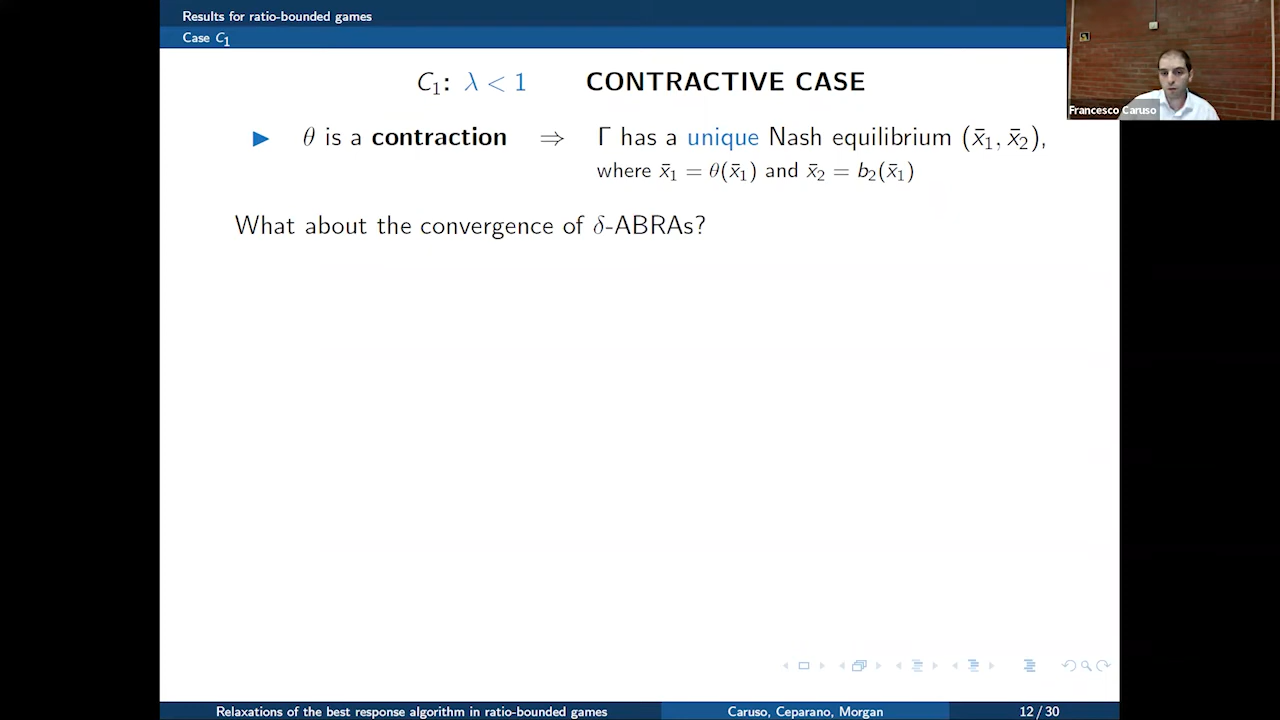 Results for ratio-bounded games
Case C₁
C₁: λ < 1 CONTRACTIVE CASE
▶ θ is a contraction ⇒ Γ has a unique Nash equilibrium (x̄₁, x̄₂),
where x̄₁ = θ(x̄₁) and x̄₂ = b₂(x̄₁)
What about the convergence of δ-ABRAs?
Francesco Caruso
Relaxations of the best response algorithm in ratio-bounded games
Caruso, Ceparano, Morgan
12 / 30